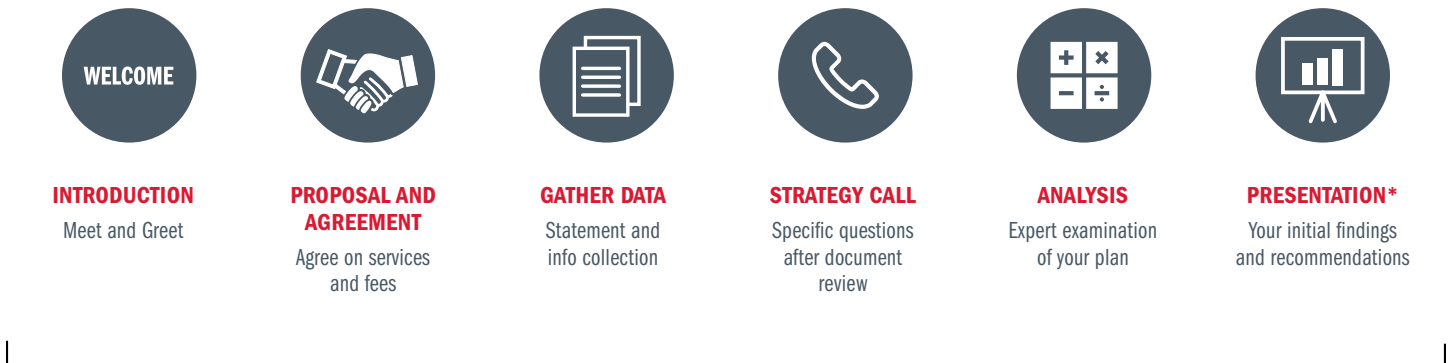 WELCOME
INTRODUCTION
Meet and Greet
PROPOSAL AND
AGREEMENT
Agree on services
and fees
GATHER DATA
Statement and
info collection
STRATEGY CALL
Specific questions
after document
review
ANALYSIS
Expert examination
of your plan
PRESENTATION*
Your initial findings
and recommendations